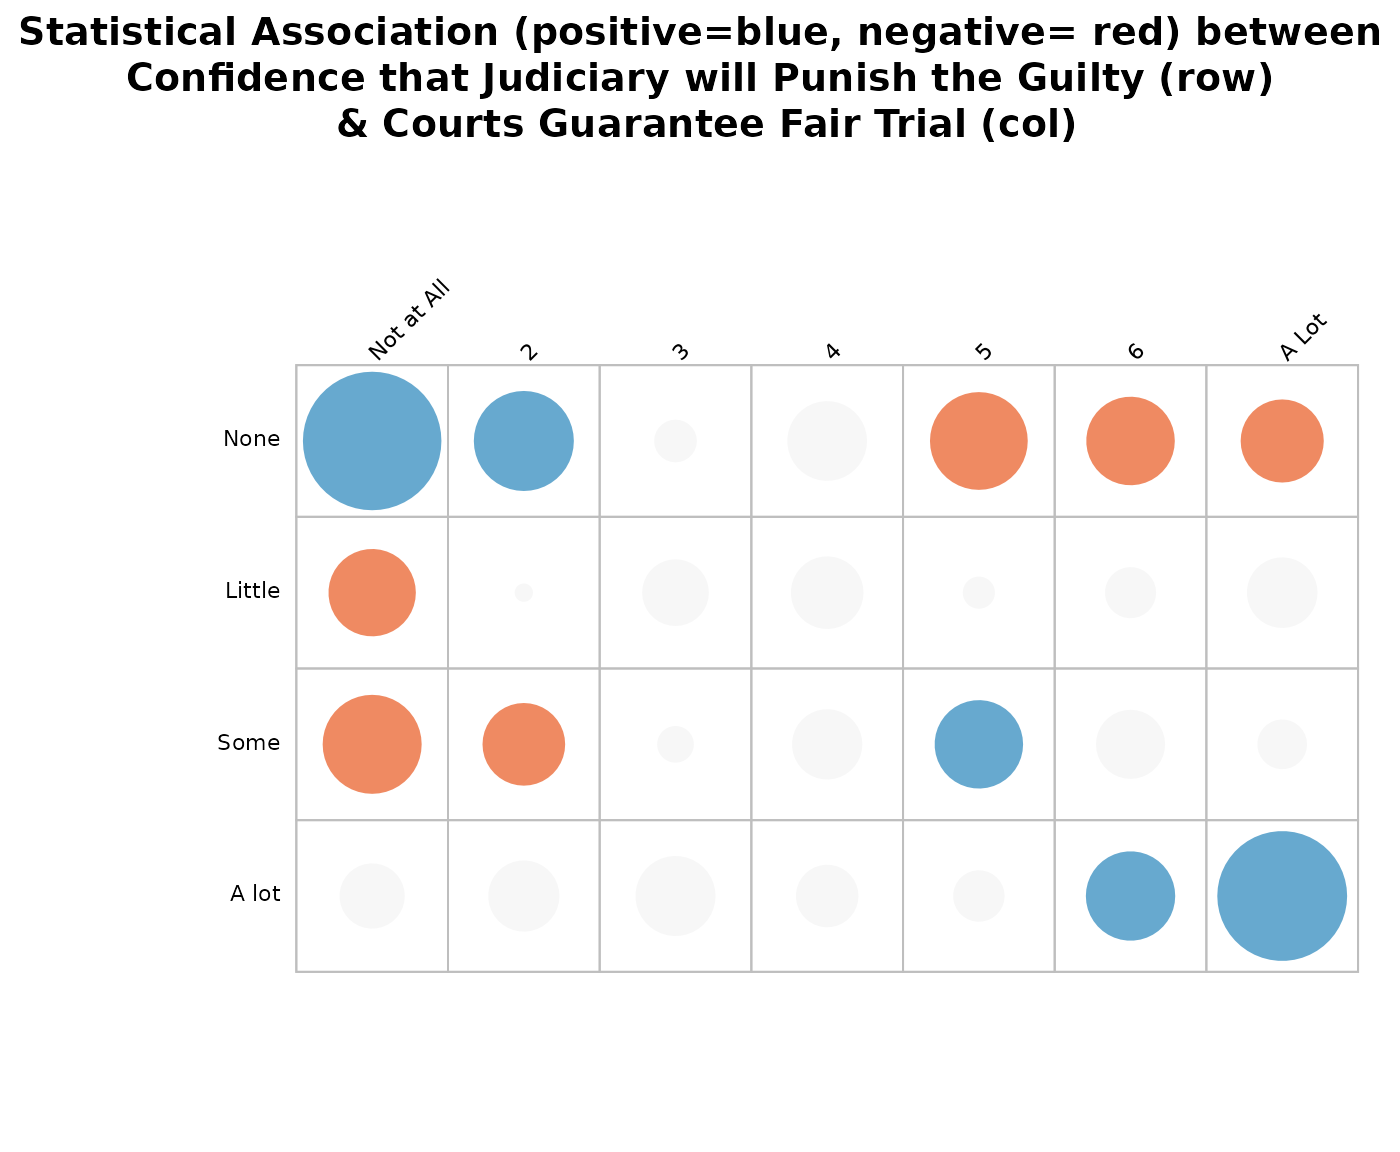 Statistical Association (positive=blue, negative= red) between
Confidence that Judiciary will Punish the Guilty (row)
& Courts Guarantee Fair Trial (col)
Not at All
2
3
4
5
6
A Lot
None
Little
Some
A lot